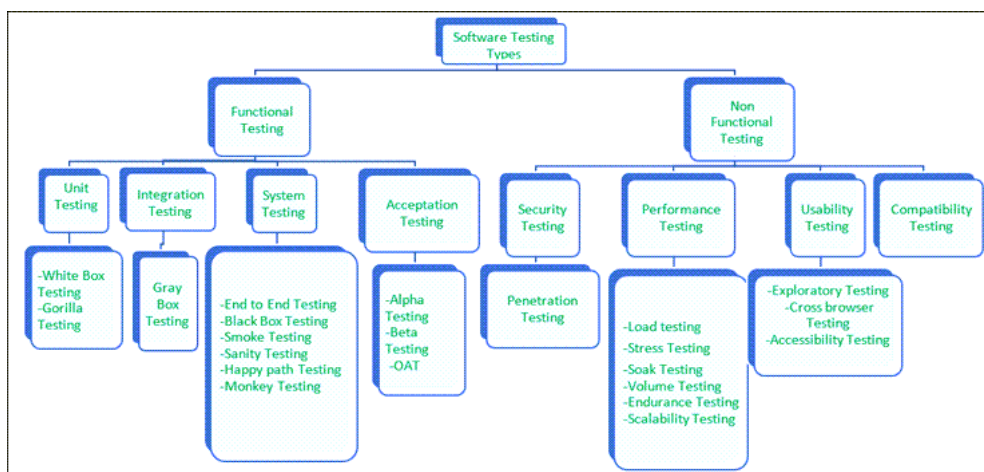 Software Testing
Types
Functional
Testing
Non
Functional
Testing
Unit
Testing
Integration
Testing
System
Testing
Acceptation
Testing
Security
Testing
Performance
Testing
Usability
Testing
Compatibility
Testing
-White Box
Testing
-Gorilla
Testing
Gray
Box
Testing
-End to End Testing
-Black Box Testing
-Smoke Testing
-Sanity Testing
-Happy path Testing
-Monkey Testing
-Alpha
Testing
-Beta
Testing
-OAT
Penetration
Testing
-Load testing
-Stress Testing
-Soak Testing
-Volume Testing
-Endurance Testing
-Scalability Testing
-Exploratory Testing
-Cross browser
Testing
-Accessibility Testing